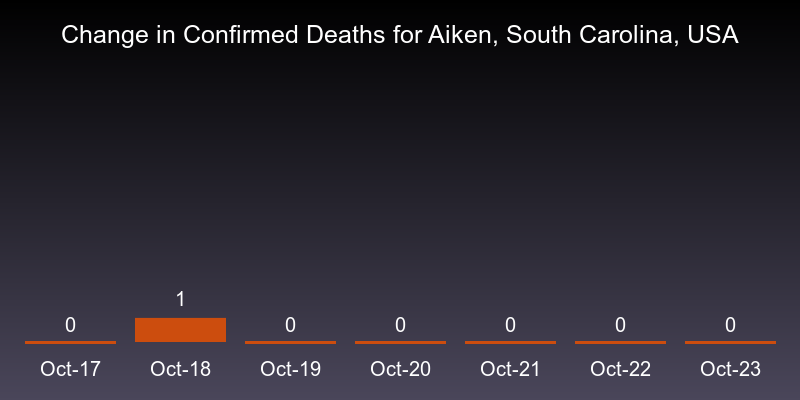 Change in Confirmed Deaths for Aiken, South Carolina, USA
1
0 0 0 0 0 0
Oct-17 Oct-18 Oct-19 Oct-20 Oct-21 Oct-22 Oct-23